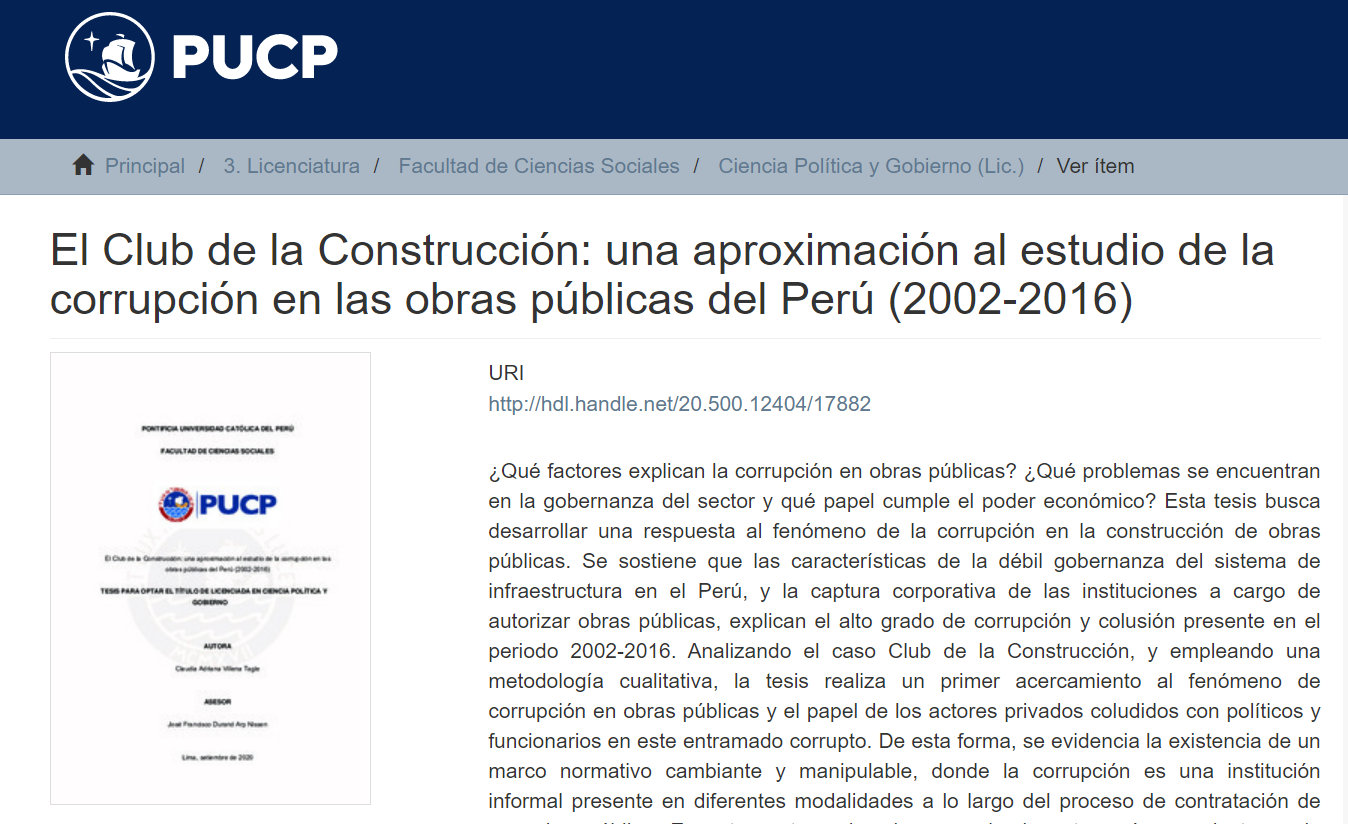 PUCP
Principal / 3. Licenciatura / Facultad de Ciencias Sociales / Ciencia Política y Gobierno (Lic.) / Ver ítem
El Club de la Construcción: una aproximación al estudio de la
corrupción en las obras públicas del Perú (2002-2016)
PONTIFICIA UNIVERSIDAD CATÓLICA DEL PERÚ
FACULTAD DE CIENCIAS SOCIALES
PUCP
El Club de la Construcción: una aproximación al estudio de la corrupción en las
obras públicas del Perú (2002-2016)
TESIS PARA OPTAR EL TÍTULO DE LICENCIADA EN CIENCIA POLÍTICA Y
GOBIERNO
AUTORA
Claudia Adriana Villena Tagle
ASESOR
José Francisco Durand Arp Nissen
Lima, setiembre de 2020
URI
http://hdl.handle.net/20.500.12404/17882
¿Qué factores explican la corrupción en obras públicas? ¿Qué problemas se encuentran
en la gobernanza del sector y qué papel cumple el poder económico? Esta tesis busca
desarrollar una respuesta al fenómeno de la corrupción en la construcción de obras
públicas. Se sostiene que las características de la débil gobernanza del sistema de
infraestructura en el Perú, y la captura corporativa de las instituciones a cargo de
autorizar obras públicas, explican el alto grado de corrupción y colusión presente en el
periodo 2002-2016. Analizando el caso Club de la Construcción, y empleando una
metodología cualitativa, la tesis realiza un primer acercamiento al fenómeno de
corrupción en obras públicas y el papel de los actores privados coludidos con políticos y
funcionarios en este entramado corrupto. De esta forma, se evidencia la existencia de un
marco normativo cambiante y manipulable, donde la corrupción es una institución
informal presente en diferentes modalidades a lo largo del proceso de contratación de